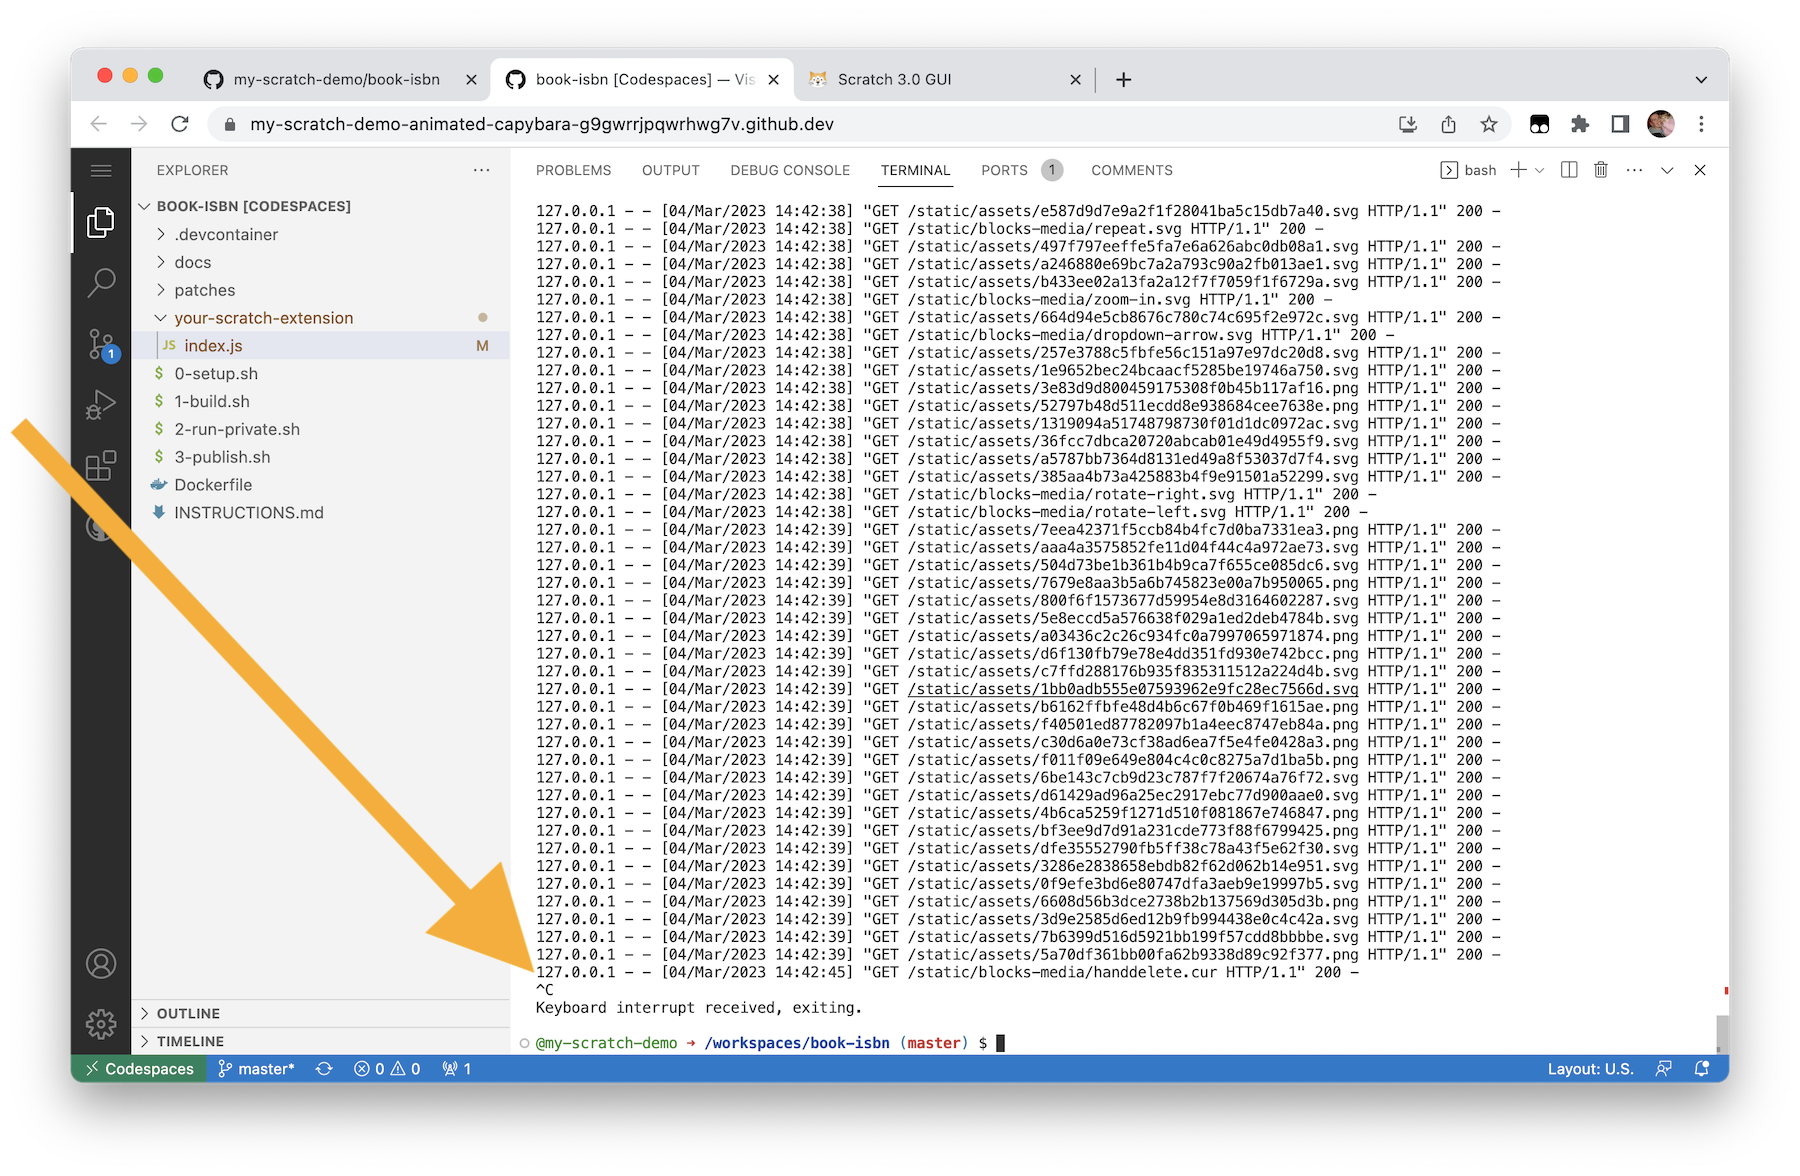 my-scratch-demo/book-isbn
book-isbn [Codespaces] — Vis
Scratch 3.0 GUI
my-scratch-demo-animated-capybara-g9gwrrjpqwrhwg7v.github.dev
EXPLORER
PROBLEMS OUTPUT DEBUG CONSOLE TERMINAL PORTS 1 COMMENTS
bash
BOOK-ISBN [CODESPACES]
.devcontainer
docs
patches
your-scratch-extension
JS index.js M
1
$ 0-setup.sh
$ 1-build.sh
$ 2-run-private.sh
$ 3-publish.sh
Dockerfile
INSTRUCTIONS.md
OUTLINE
TIMELINE
127.0.0.1 - - [04/Mar/2023 14:42:38] "GET /static/assets/e587d9d7e9a2f1f28041ba5c15db7a40.svg HTTP/1.1" 200 -
127.0.0.1 - - [04/Mar/2023 14:42:38] "GET /static/blocks-media/repeat.svg HTTP/1.1" 200 -
127.0.0.1 - - [04/Mar/2023 14:42:38] "GET /static/assets/497f797eeffe5fa7e6a626abc0db08a1.svg HTTP/1.1" 200 -
127.0.0.1 - - [04/Mar/2023 14:42:38] "GET /static/assets/a246880e69bc7a2a793c90a2fb013ae1.svg HTTP/1.1" 200 -
127.0.0.1 - - [04/Mar/2023 14:42:38] "GET /static/assets/b433ee02a13fa2a12f7f7059f1f6729a.svg HTTP/1.1" 200 -
127.0.0.1 - - [04/Mar/2023 14:42:38] "GET /static/blocks-media/zoom-in.svg HTTP/1.1" 200 -
127.0.0.1 - - [04/Mar/2023 14:42:38] "GET /static/assets/664d94e5cb8676c780c74c695f2e972c.svg HTTP/1.1" 200 -
127.0.0.1 - - [04/Mar/2023 14:42:38] "GET /static/blocks-media/dropdown-arrow.svg HTTP/1.1" 200 -
127.0.0.1 - - [04/Mar/2023 14:42:38] "GET /static/assets/257e3788c5fbfe56c151a97e97dc20d8.svg HTTP/1.1" 200 -
127.0.0.1 - - [04/Mar/2023 14:42:38] "GET /static/assets/1e9652bec24bcaacf5285be19746a750.svg HTTP/1.1" 200 -
127.0.0.1 - - [04/Mar/2023 14:42:38] "GET /static/assets/3e83d9d800459175308f0b45b117af16.png HTTP/1.1" 200 -
127.0.0.1 - - [04/Mar/2023 14:42:38] "GET /static/assets/52797b48d511ecdd8e938684cee7638e.png HTTP/1.1" 200 -
127.0.0.1 - - [04/Mar/2023 14:42:38] "GET /static/assets/1319094a51748798730f01d1dc0972ac.svg HTTP/1.1" 200 -
127.0.0.1 - - [04/Mar/2023 14:42:38] "GET /static/assets/36fcc7dbca20720abcab01e49d4955f9.svg HTTP/1.1" 200 -
127.0.0.1 - - [04/Mar/2023 14:42:38] "GET /static/assets/a5787bb7364d8131ed49a8f53037d7f4.svg HTTP/1.1" 200 -
127.0.0.1 - - [04/Mar/2023 14:42:38] "GET /static/assets/385aa4b73a425883b4f9e91501a52299.svg HTTP/1.1" 200 -
127.0.0.1 - - [04/Mar/2023 14:42:38] "GET /static/blocks-media/rotate-right.svg HTTP/1.1" 200 -
127.0.0.1 - - [04/Mar/2023 14:42:38] "GET /static/blocks-media/rotate-left.svg HTTP/1.1" 200 -
127.0.0.1 - - [04/Mar/2023 14:42:39] "GET /static/assets/7eea42371f5ccb84b4fc7d0ba7331ea3.png HTTP/1.1" 200 -
127.0.0.1 - - [04/Mar/2023 14:42:39] "GET /static/assets/aaa4a3575852fe11d04f44c4a972ae73.svg HTTP/1.1" 200 -
127.0.0.1 - - [04/Mar/2023 14:42:39] "GET /static/assets/504d73be1b361b4b9ca7f655ce085dc6.svg HTTP/1.1" 200 -
127.0.0.1 - - [04/Mar/2023 14:42:39] "GET /static/assets/7679e8aa3b5a6b745823e00a7b950065.png HTTP/1.1" 200 -
127.0.0.1 - - [04/Mar/2023 14:42:39] "GET /static/assets/800f6f1573677d59954e8d3164602287.svg HTTP/1.1" 200 -
127.0.0.1 - - [04/Mar/2023 14:42:39] "GET /static/assets/5e8eccd5a576638f029a1ed2deb4784b.svg HTTP/1.1" 200 -
127.0.0.1 - - [04/Mar/2023 14:42:39] "GET /static/assets/a03436c2c26c934fc0a7997065971874.png HTTP/1.1" 200 -
127.0.0.1 - - [04/Mar/2023 14:42:39] "GET /static/assets/d6f130fb79e78e4dd351fd930e742bcc.png HTTP/1.1" 200 -
127.0.0.1 - - [04/Mar/2023 14:42:39] "GET /static/assets/c7ffd288176b935f835311512a224d4b.svg HTTP/1.1" 200 -
127.0.0.1 - - [04/Mar/2023 14:42:39] "GET /static/assets/1bb0adb555e07593962e9fc28ec7566d.svg HTTP/1.1" 200 -
127.0.0.1 - - [04/Mar/2023 14:42:39] "GET /static/assets/b6162ffbfe48d4b6c67f0b469f1615ae.png HTTP/1.1" 200 -
127.0.0.1 - - [04/Mar/2023 14:42:39] "GET /static/assets/f40501ed87782097b1a4eec8747eb84a.png HTTP/1.1" 200 -
127.0.0.1 - - [04/Mar/2023 14:42:39] "GET /static/assets/c30d6a0e73cf38ad6ea7f5e4fe0428a3.png HTTP/1.1" 200 -
127.0.0.1 - - [04/Mar/2023 14:42:39] "GET /static/assets/f011f09e649e804c4c0c8275a7d1ba5b.png HTTP/1.1" 200 -
127.0.0.1 - - [04/Mar/2023 14:42:39] "GET /static/assets/6be143c7cb9d23c787f7f20674a76f72.svg HTTP/1.1" 200 -
127.0.0.1 - - [04/Mar/2023 14:42:39] "GET /static/assets/d61429ad96a25ec2917ebc77d900aae0.svg HTTP/1.1" 200 -
127.0.0.1 - - [04/Mar/2023 14:42:39] "GET /static/assets/4b6ca5259f1271d510f081867e746847.png HTTP/1.1" 200 -
127.0.0.1 - - [04/Mar/2023 14:42:39] "GET /static/assets/bf3ee9d7d91a231cde773f88f6799425.png HTTP/1.1" 200 -
127.0.0.1 - - [04/Mar/2023 14:42:39] "GET /static/assets/dfe35552790fb5ff38c78a43f5e62f30.svg HTTP/1.1" 200 -
127.0.0.1 - - [04/Mar/2023 14:42:39] "GET /static/assets/3286e2838658ebdb82f62d062b14e951.svg HTTP/1.1" 200 -
127.0.0.1 - - [04/Mar/2023 14:42:39] "GET /static/assets/0f9efe3bd6e80747dfa3aeb9e19997b5.svg HTTP/1.1" 200 -
127.0.0.1 - - [04/Mar/2023 14:42:39] "GET /static/assets/6608d56b3dce2738b2b137569d305d3b.png HTTP/1.1" 200 -
127.0.0.1 - - [04/Mar/2023 14:42:39] "GET /static/assets/3d9e2585d6ed12b9fb994438e0c4c42a.svg HTTP/1.1" 200 -
127.0.0.1 - - [04/Mar/2023 14:42:39] "GET /static/assets/7b6399d516d5921bb199f57cdd8bbbbe.svg HTTP/1.1" 200 -
127.0.0.1 - - [04/Mar/2023 14:42:39] "GET /static/assets/5a70df361bb00fa62b9338d89c92f377.png HTTP/1.1" 200 -
127.0.0.1 - - [04/Mar/2023 14:42:45] "GET /static/blocks-media/handdelete.cur HTTP/1.1" 200 -
^C
Keyboard interrupt received, exiting.
@my-scratch-demo → /workspaces/book-isbn (master) $
Codespaces master* 0 0 1 Layout: U.S.